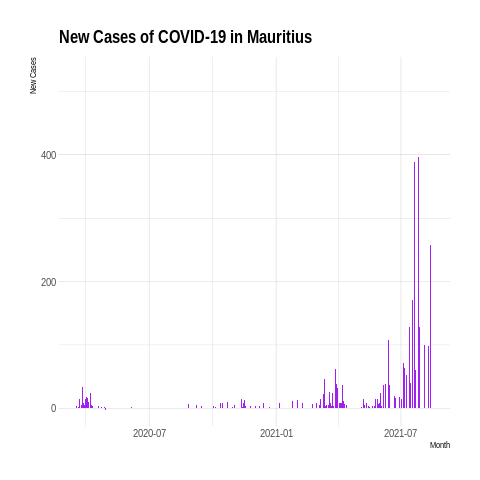 New Cases of COVID-19 in Mauritius
New Cases
400
200
0
2020-07 2021-01 2021-07
Month